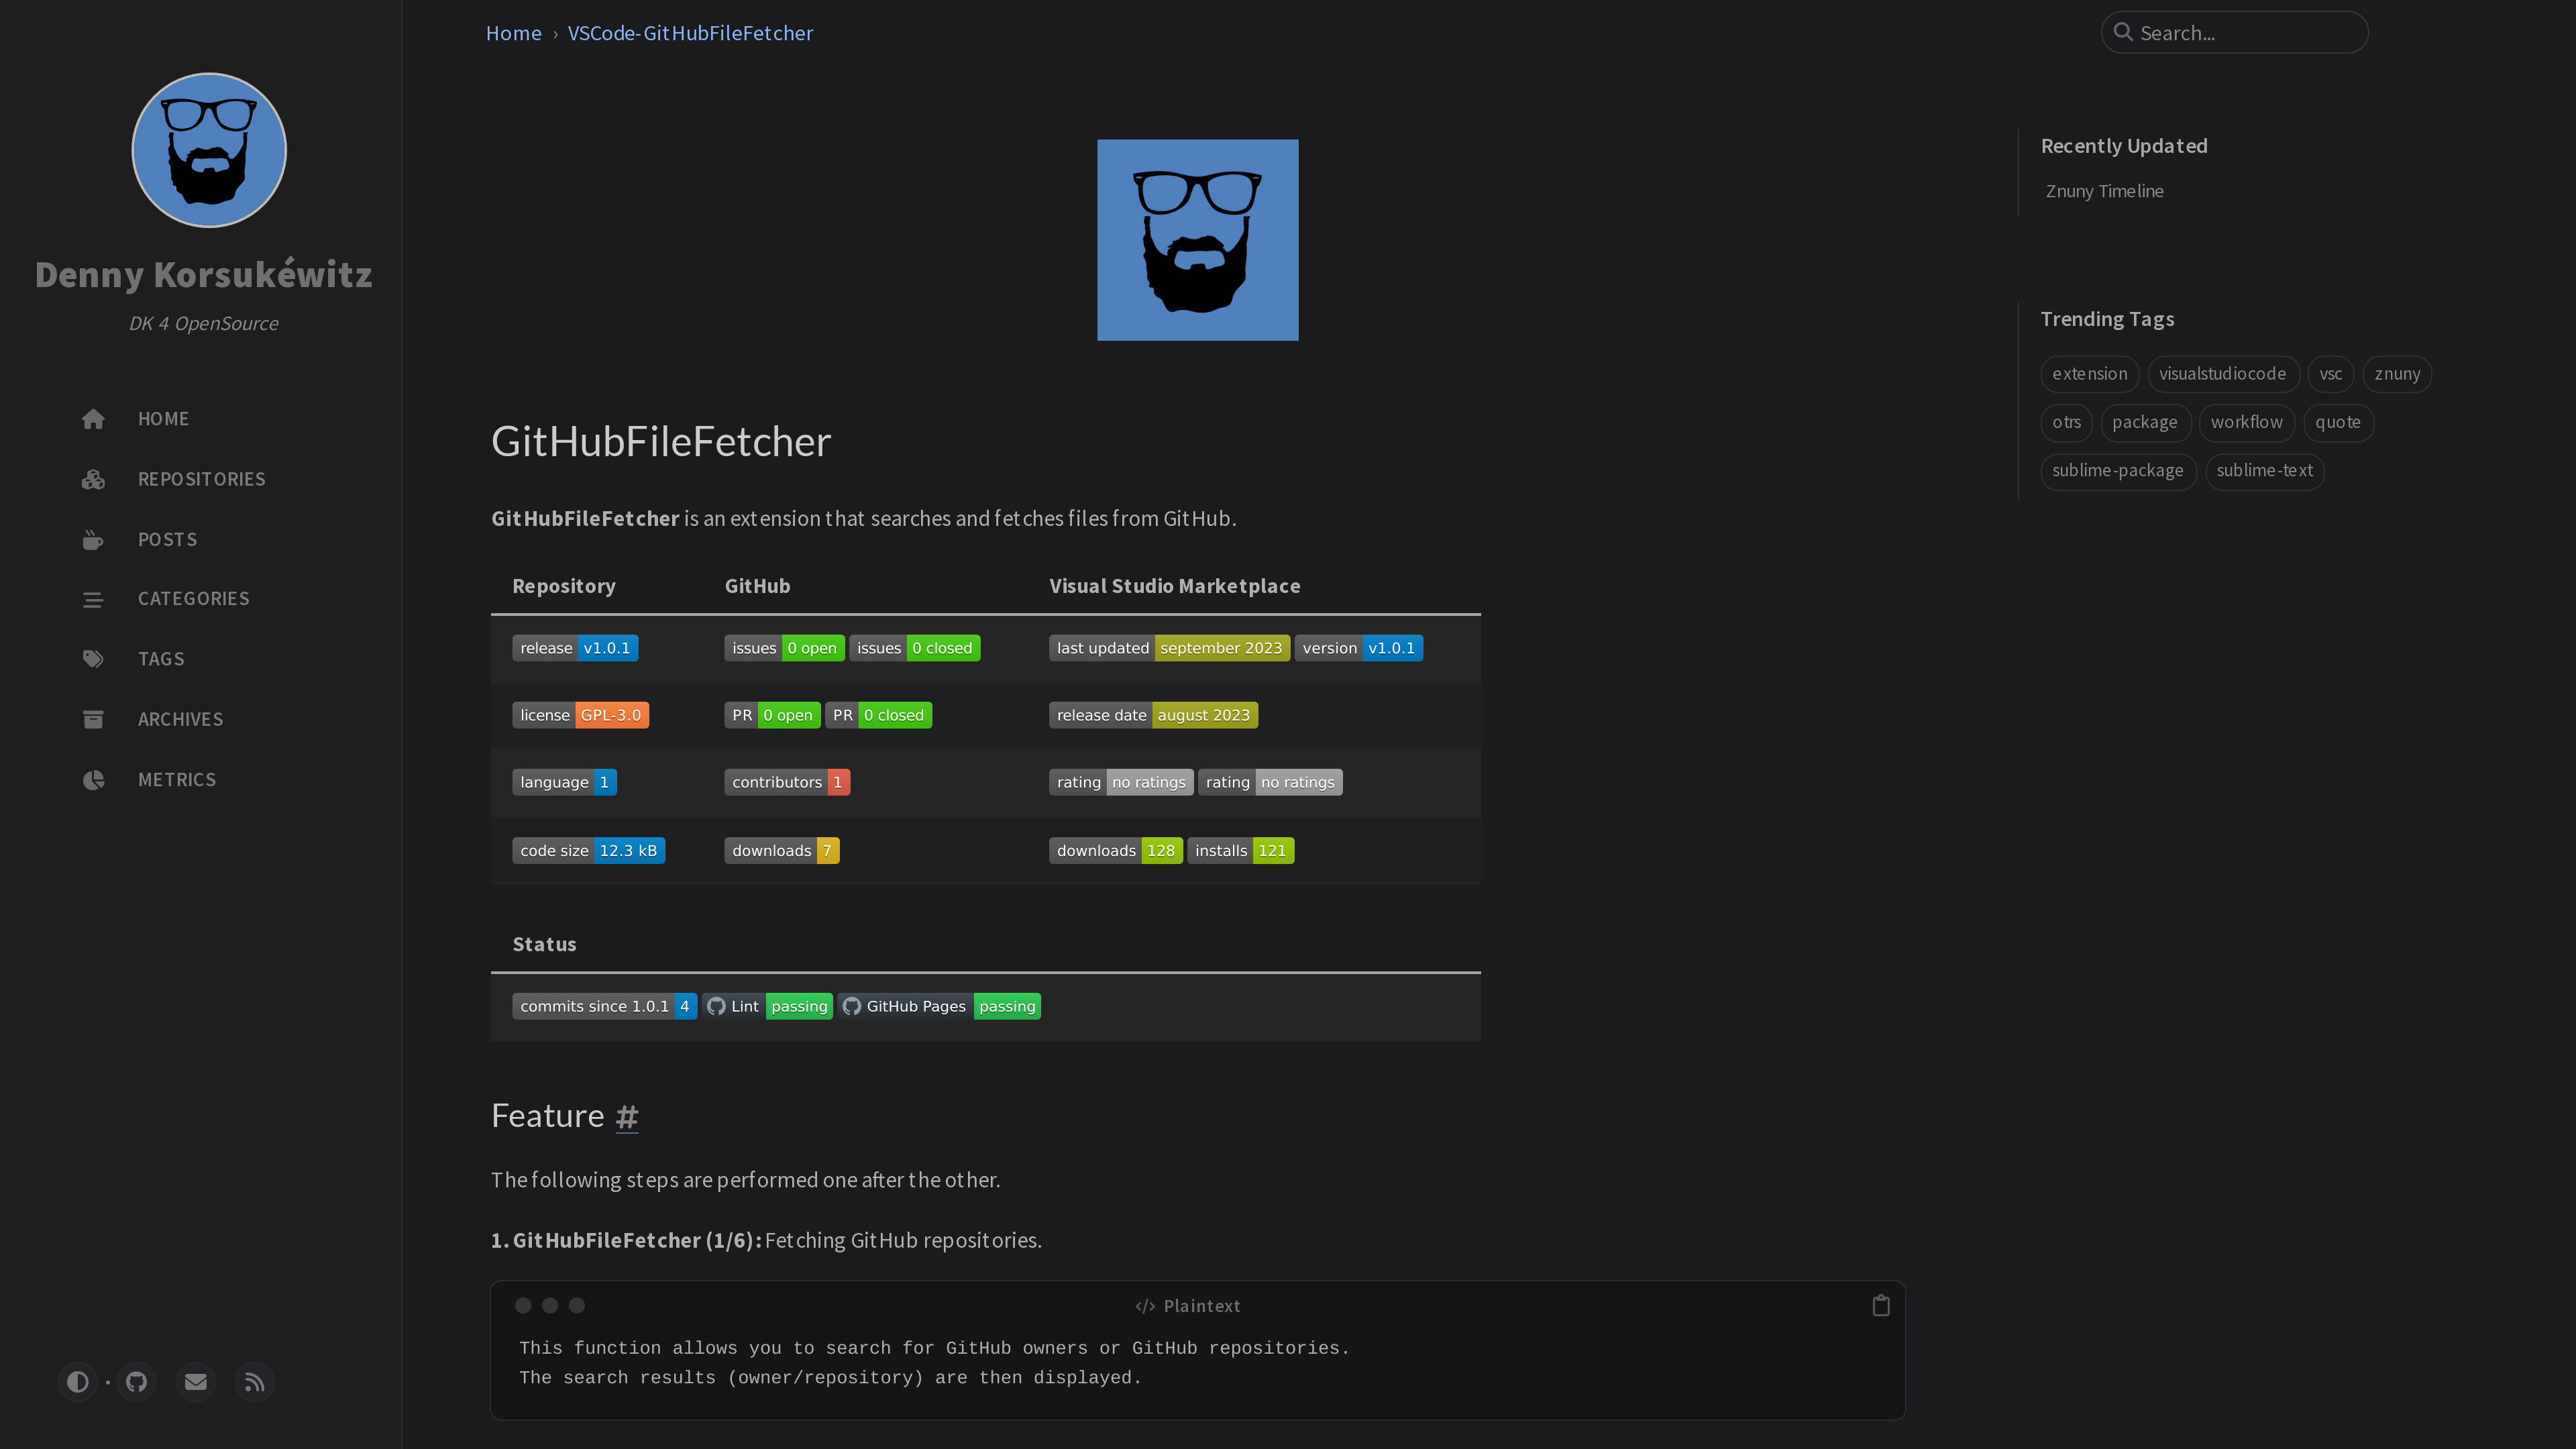 Denny Korsukéwitz
DK 4 OpenSource
HOME
REPOSITORIES
POSTS
CATEGORIES
TAGS
ARCHIVES
METRICS
Home › VSCode-GitHubFileFetcher
Search...
GitHubFileFetcher
GitHubFileFetcher is an extension that searches and fetches files from GitHub.
Repository GitHub Visual Studio Marketplace
release v1.0.1 issues 0 open issues 0 closed last updated september 2023 version v1.0.1
license GPL-3.0 PR 0 open PR 0 closed release date august 2023
language 1 contributors 1 rating no ratings rating no ratings
code size 12.3 kB downloads 7 downloads 128 installs 121
Status
commits since 1.0.1 4 Lint passing GitHub Pages passing
Feature #
The following steps are performed one after the other.
1. GitHubFileFetcher (1/6): Fetching GitHub repositories.
</> Plaintext
This function allows you to search for GitHub owners or GitHub repositories.
The search results (owner/repository) are then displayed.
Recently Updated
Znuny Timeline
Trending Tags
extension visualstudiocode vsc znuny
otrs package workflow quote
sublime-package sublime-text